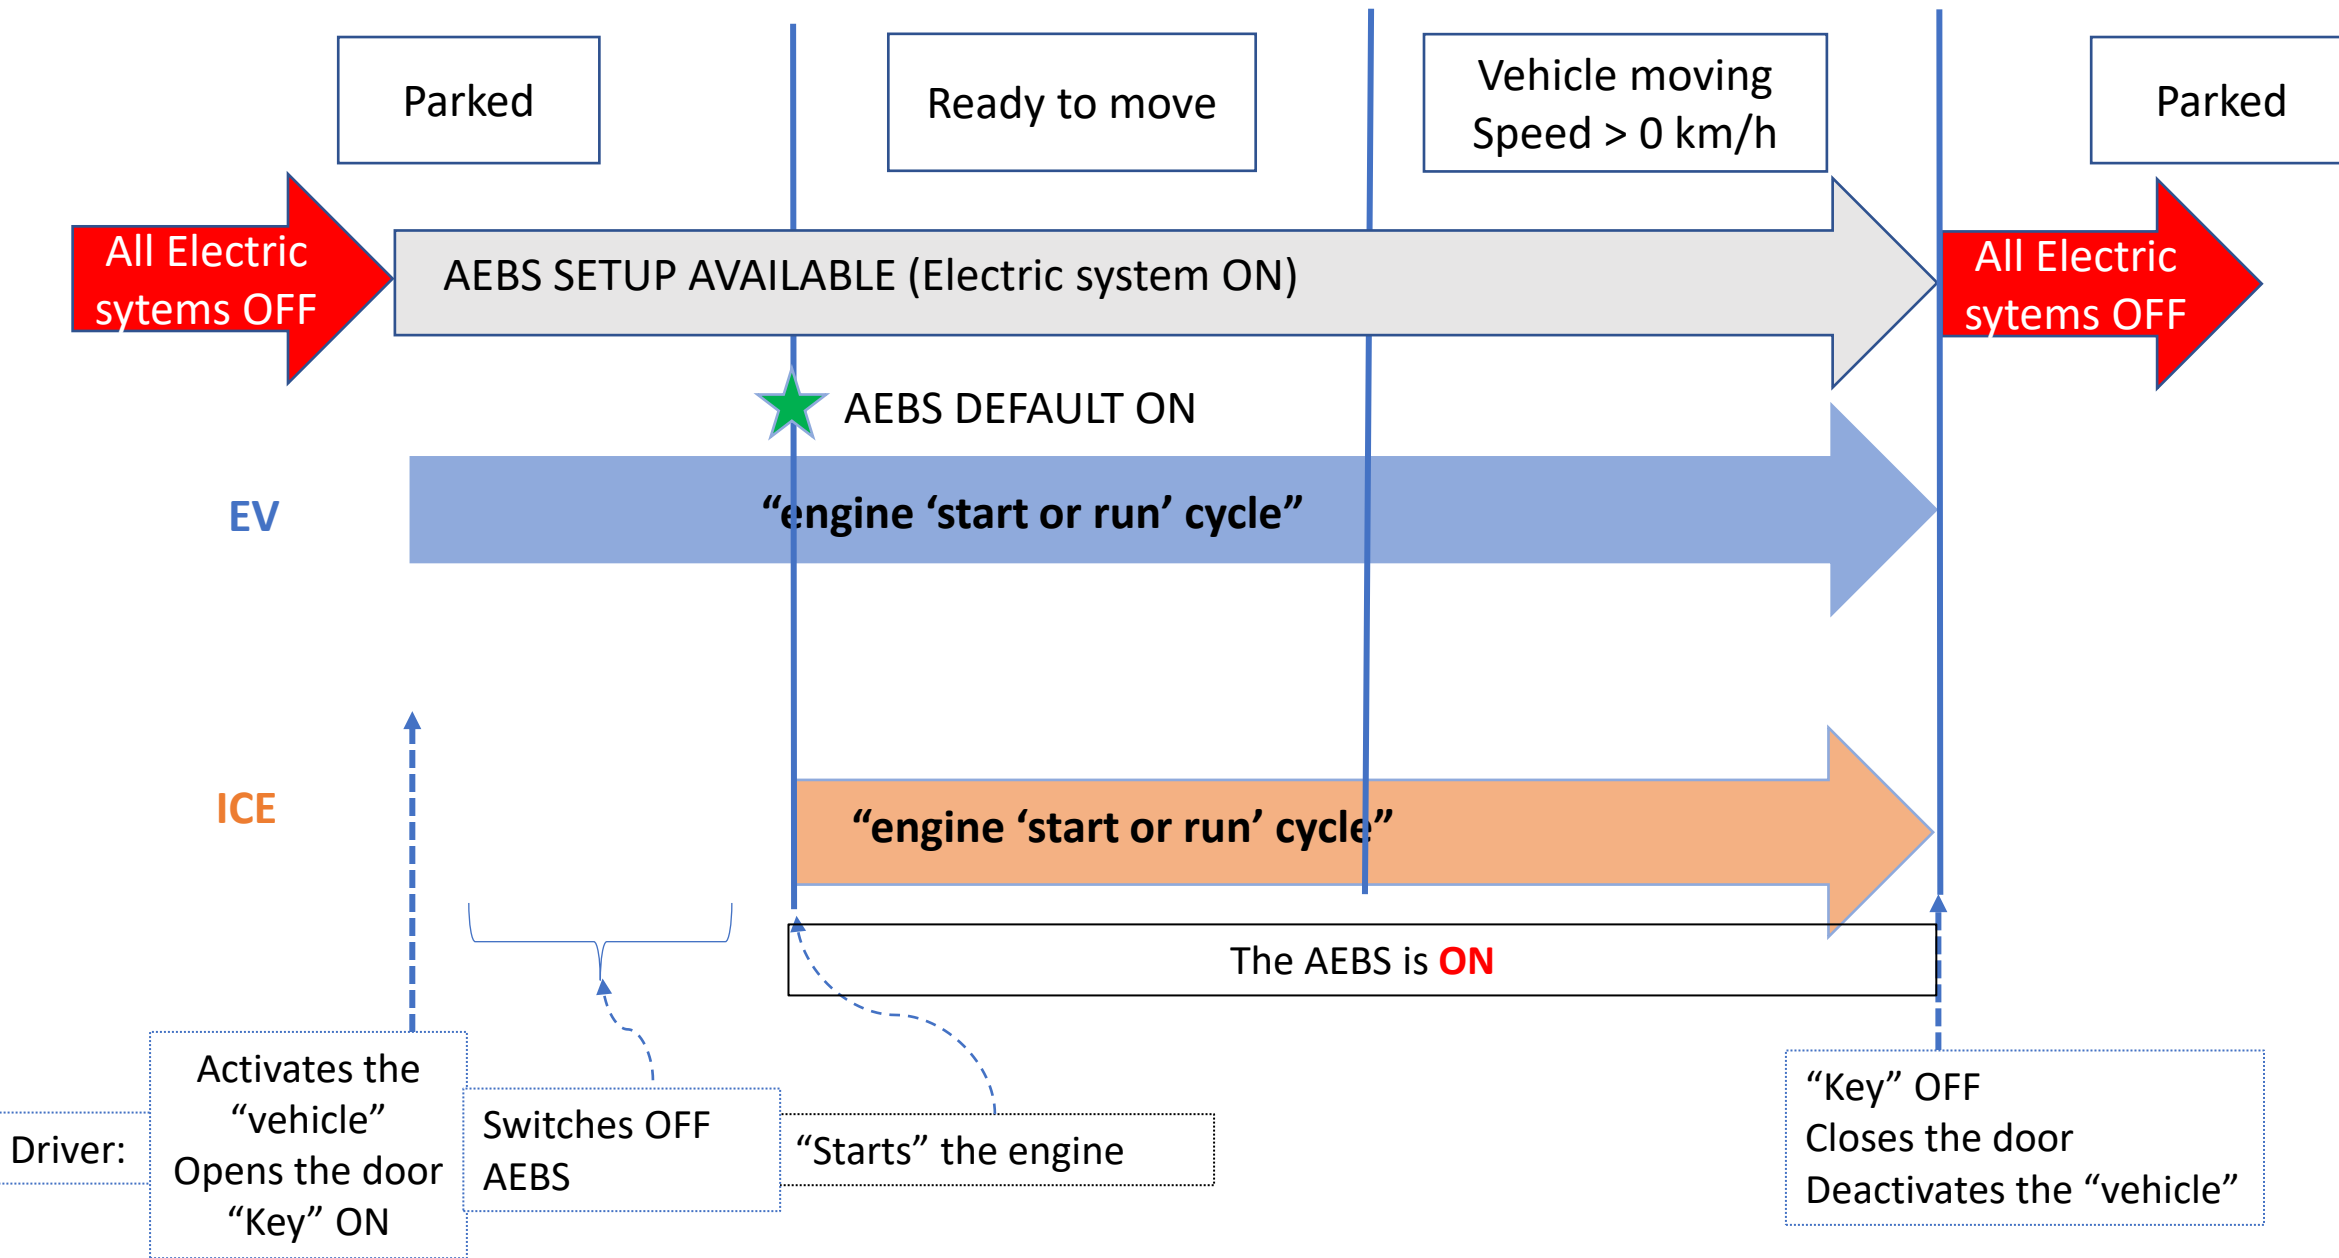 Parked
Ready to move
Vehicle moving
Speed > 0 km/h
Parked
All Electric
sytems OFF
AEBS SETUP AVAILABLE (Electric system ON)
All Electric
sytems OFF
AEBS DEFAULT ON
EV
“engine ‘start or run’ cycle”
ICE
“engine ‘start or run’ cycle”
The AEBS is ON
Driver:
Activates the
“vehicle”
Opens the door
“Key” ON
Switches OFF
AEBS
“Starts” the engine
“Key” OFF
Closes the door
Deactivates the “vehicle”